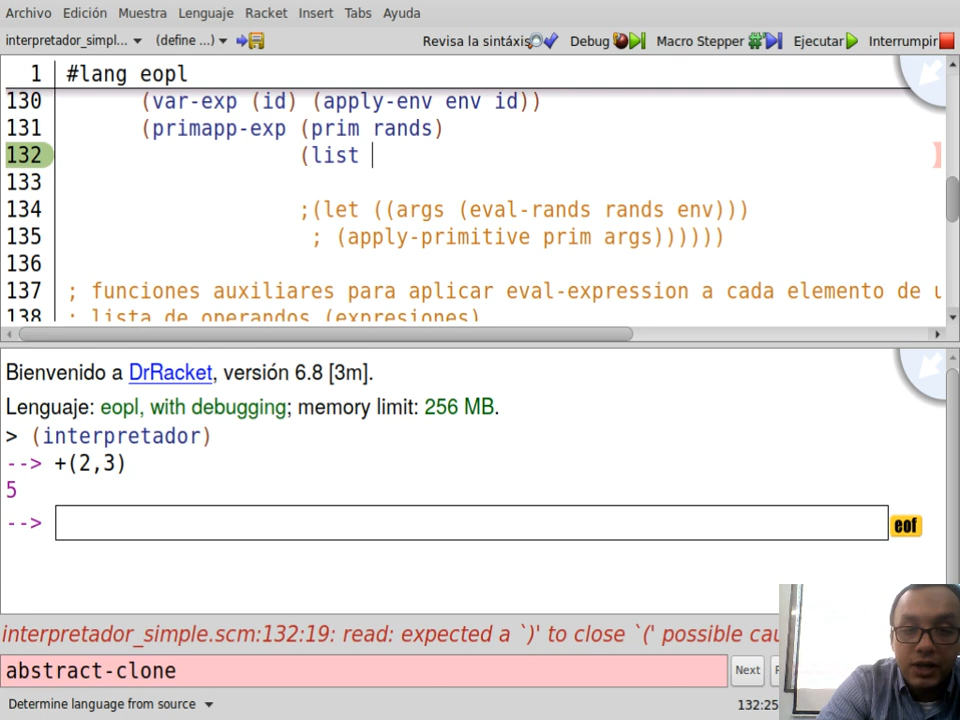 Archivo Edición Muestra Lenguaje Racket Insert Tabs Ayuda
interpretador_simpl... (define ...) Revisa la sintáxis Debug Macro Stepper Ejecutar Interrumpir
1 #lang eopl
130 (var-exp (id) (apply-env env id))
131 (primapp-exp (prim rands)
132 (list
133
134 ;(let ((args (eval-rands rands env)))
135 ; (apply-primitive prim args))))))
136
137 ; funciones auxiliares para aplicar eval-expression a cada elemento de
138 ; lista de operandos (expresiones)
Bienvenido a DrRacket, versión 6.8 [3m].
Lenguaje: eopl, with debugging; memory limit: 256 MB.
> (interpretador)
--> +(2,3)
5
--> eof
interpretador_simple.scm:132:19: read: expected a `)' to close `(' possible
abstract-clone Next
Determine language from source 132:25